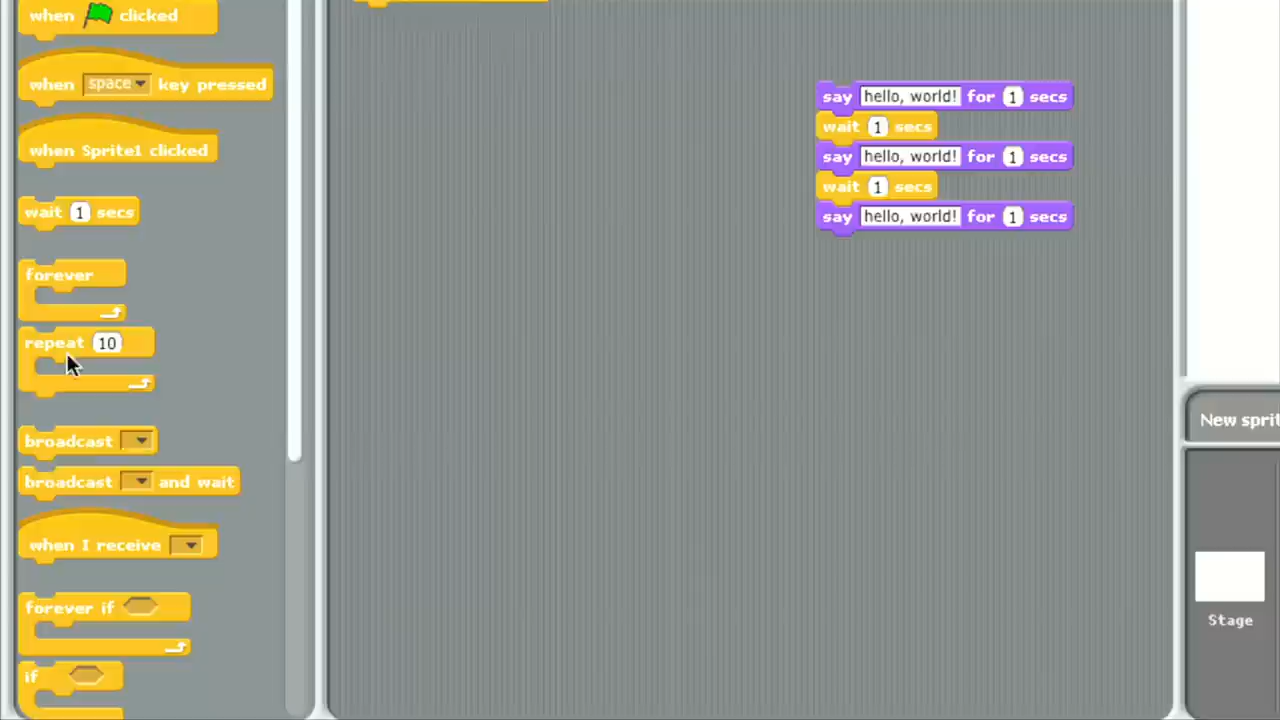 when clicked
when space key pressed
when Sprite1 clicked
wait 1 secs
forever
repeat 10
broadcast
broadcast and wait
when I receive
forever if
if
say hello, world! for 1 secs
wait 1 secs
say hello, world! for 1 secs
wait 1 secs
say hello, world! for 1 secs
New sprit
Stage